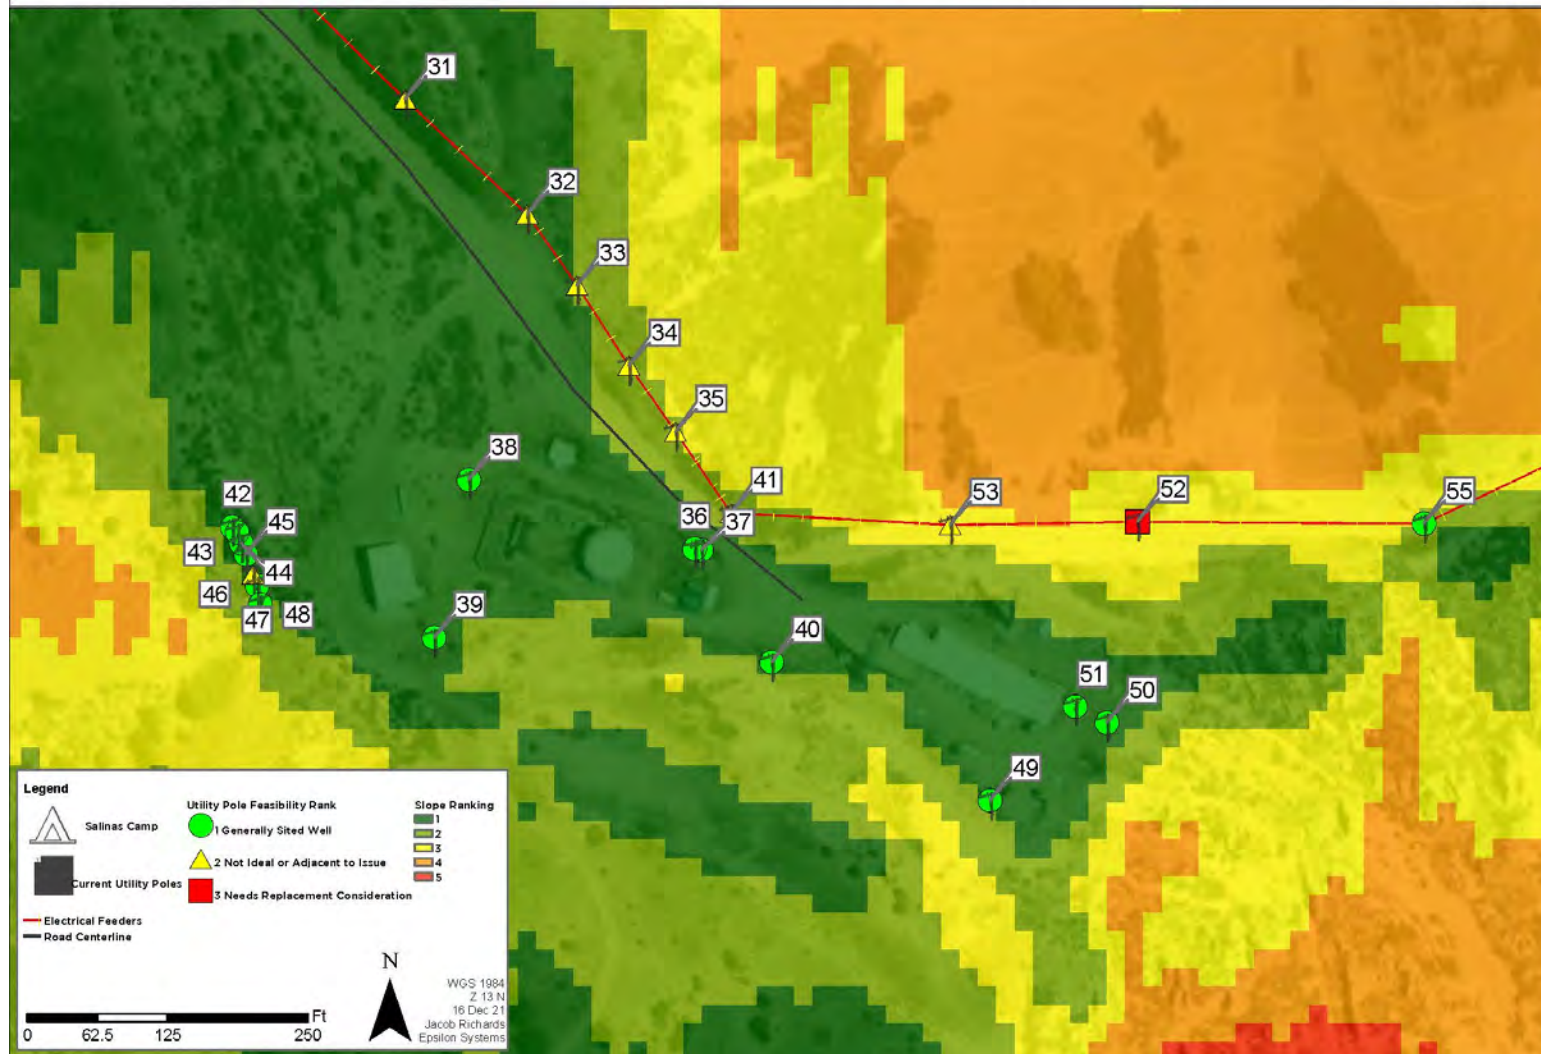 31
32
33
34
35
38
41
53
52
55
42
45
36
37
43
44
46
39
47
48
40
51
50
49
Legend
Salinas Camp
Current Utility Poles
Utility Pole Feasibility Rank
1 Generally Sited Well
2 Not Ideal or Adjacent to Issue
3 Needs Replacement Consideration
Slope Ranking
1
2
3
4
5
Electrical Feeders
Road Centerline
N
WGS 1984
Z 13 N
16 Dec 21
Jacob Richards
Epsilon Systems
Ft
0 62.5 125 250